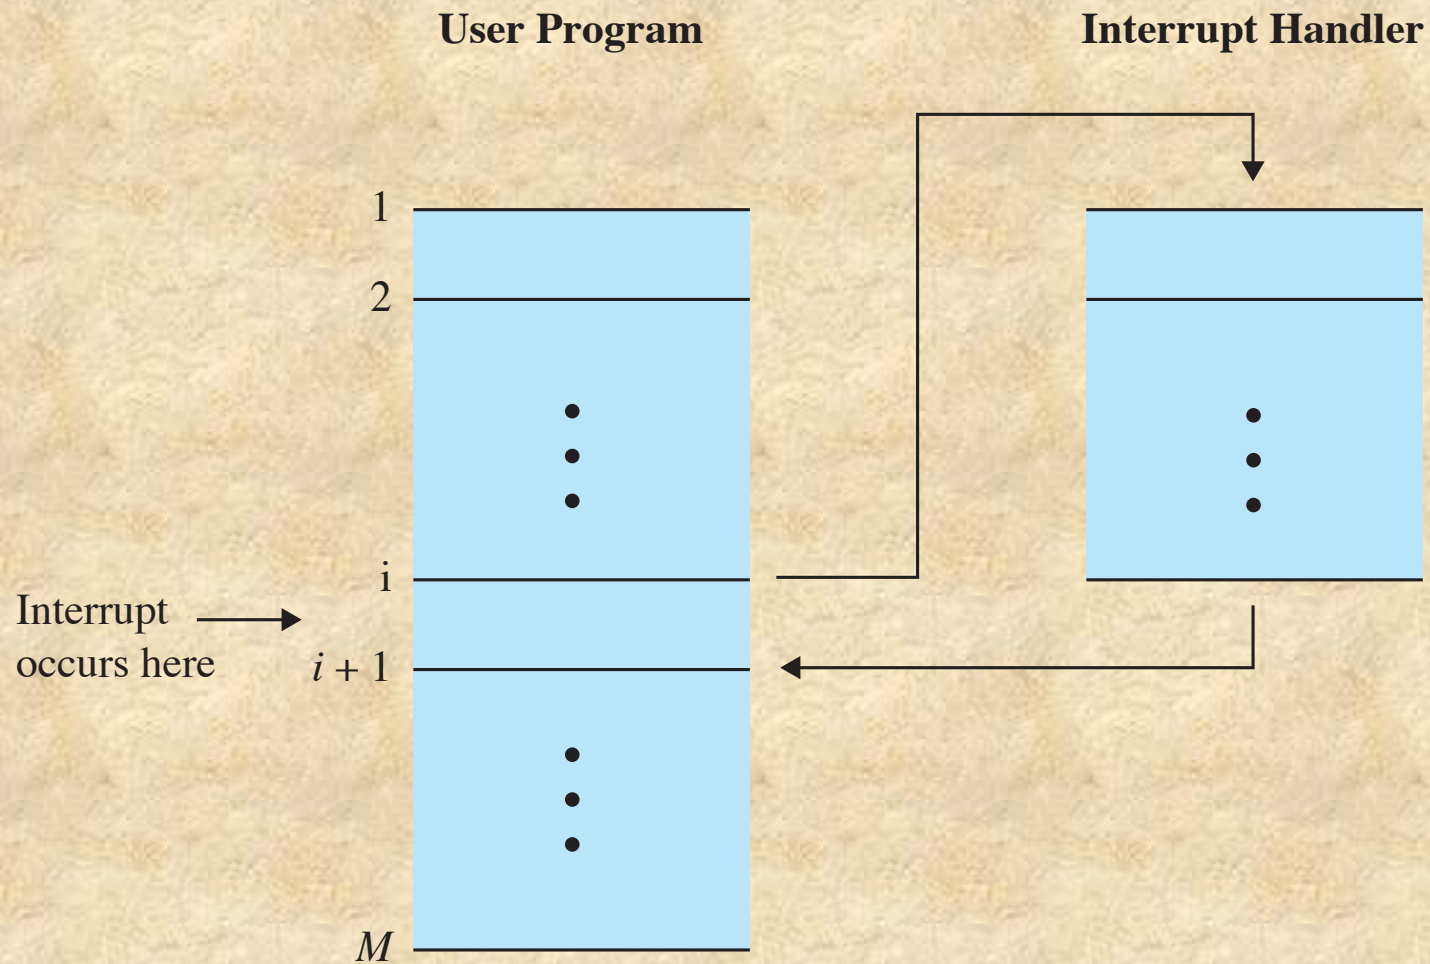 User Program
Interrupt Handler
1
2
i
Interrupt
occurs here
i + 1
M